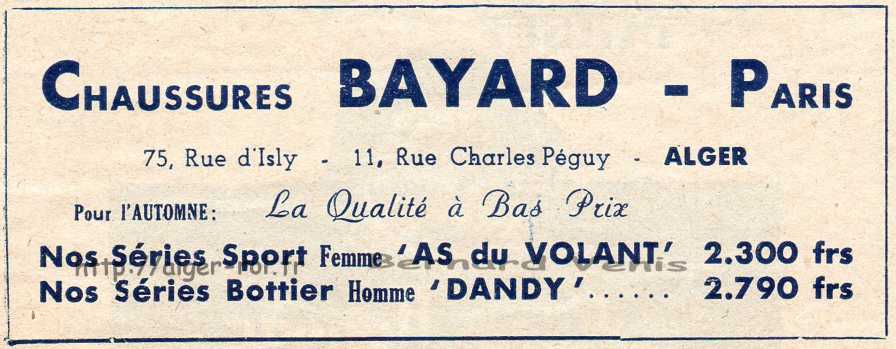 CHAUSSURES BAYARD - PARIS
75, Rue d'Isly - 11, Rue Charles Péguy - ALGER
Pour l'AUTOMNE: La Qualité à Bas Prix
Nos Séries Sport Femme 'AS du VOLANT' 2.300 frs
http://alger-roi.fr Bernard Venis
Nos Séries Bottier Homme 'DANDY'...... 2.790 frs